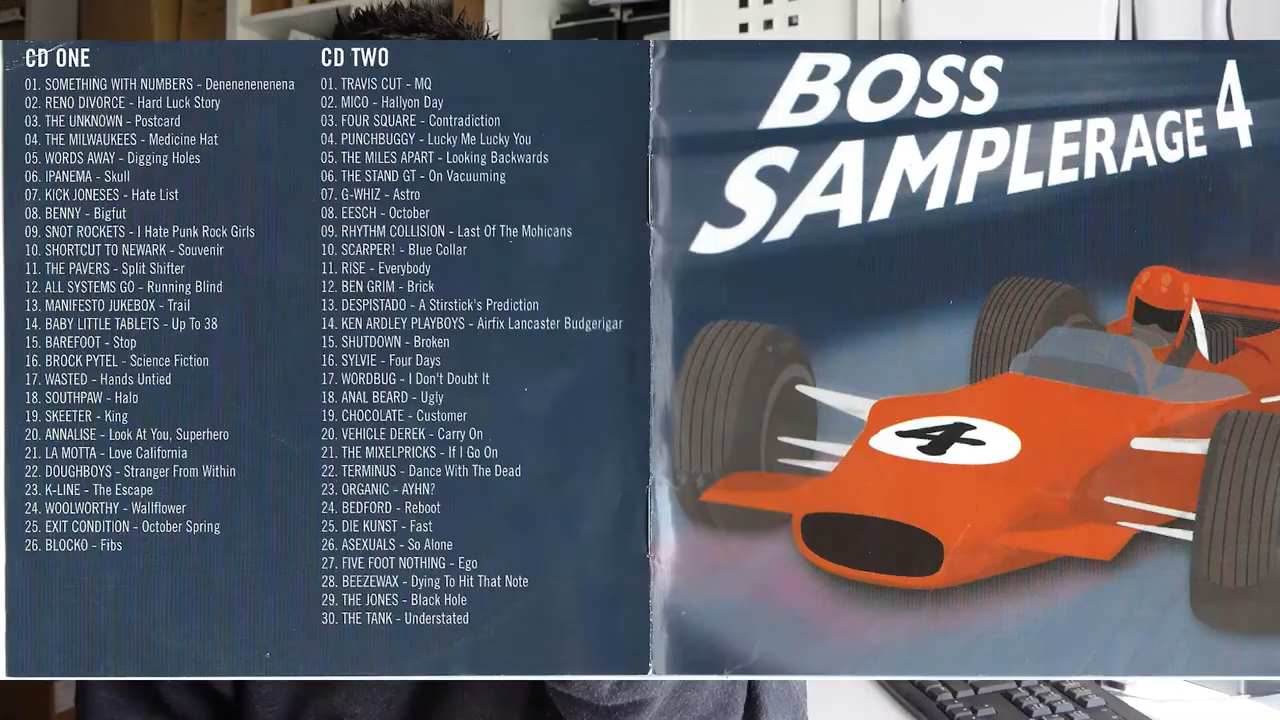 CD ONE
01. SOMETHING WITH NUMBERS - Denenenenenena
02. RENO DIVORCE - Hard Luck Story
03. THE UNKNOWN - Postcard
04. THE MILWAUKEES - Medicine Hat
05. WORDS AWAY - Digging Holes
06. IPANEMA - Skull
07. KICK JONESES - Hate List
08. BENNY - Bigfut
09. SNOT ROCKETS - I Hate Punk Rock Girls
10. SHORTCUT TO NEWARK - Souvenir
11. THE PAVERS - Split Shifter
12. ALL SYSTEMS GO - Running Blind
13. MANIFESTO JUKEBOX - Trail
14. BABY LITTLE TABLETS - Up To 38
15. BAREFOOT - Stop
16. BROCK PYTEL - Science Fiction
17. WASTED - Hands Untied
18. SOUTHPAW - Halo
19. SKEETER - King
20. ANNALISE - Look At You, Superhero
21. LA MOTTA - Love California
22. DOUGHBOYS - Stranger From Within
23. K-LINE - The Escape
24. WOOLWORTHY - Wallflower
25. EXIT CONDITION - October Spring
26. BLOCKO - Fibs
CD TWO
01. TRAVIS CUT - MQ
02. MICO - Hallyon Day
03. FOUR SQUARE - Contradiction
04. PUNCHBUGGY - Lucky Me Lucky You
05. THE MILES APART - Looking Backwards
06. THE STAND GT - On Vacuuming
07. G-WHIZ - Astro
08. EESCH - October
09. RHYTHM COLLISION - Last Of The Mohicans
10. SCARPER! - Blue Collar
11. RISE - Everybody
12. BEN GRIM - Brick
13. DESPISTADO - A Stirstick's Prediction
14. KEN ARDLEY PLAYBOYS - Airfix Lancaster Budgerigar
15. SHUTDOWN - Broken
16. SYLVIE - Four Days
17. WORDBUG - I Don't Doubt It
18. ANAL BEARD - Ugly
19. CHOCOLATE - Customer
20. VEHICLE DEREK - Carry On
21. THE MIXELPRICKS - If I Go On
22. TERMINUS - Dance With The Dead
23. ORGANIC - AYHN?
24. BEDFORD - Reboot
25. DIE KUNST - Fast
26. ASEXUALS - So Alone
27. FIVE FOOT NOTHING - Ego
28. BEEZEWAX - Dying To Hit That Note
29. THE JONES - Black Hole
30. THE TANK - Understated
BOSS
SAMPLERAGE 4
4